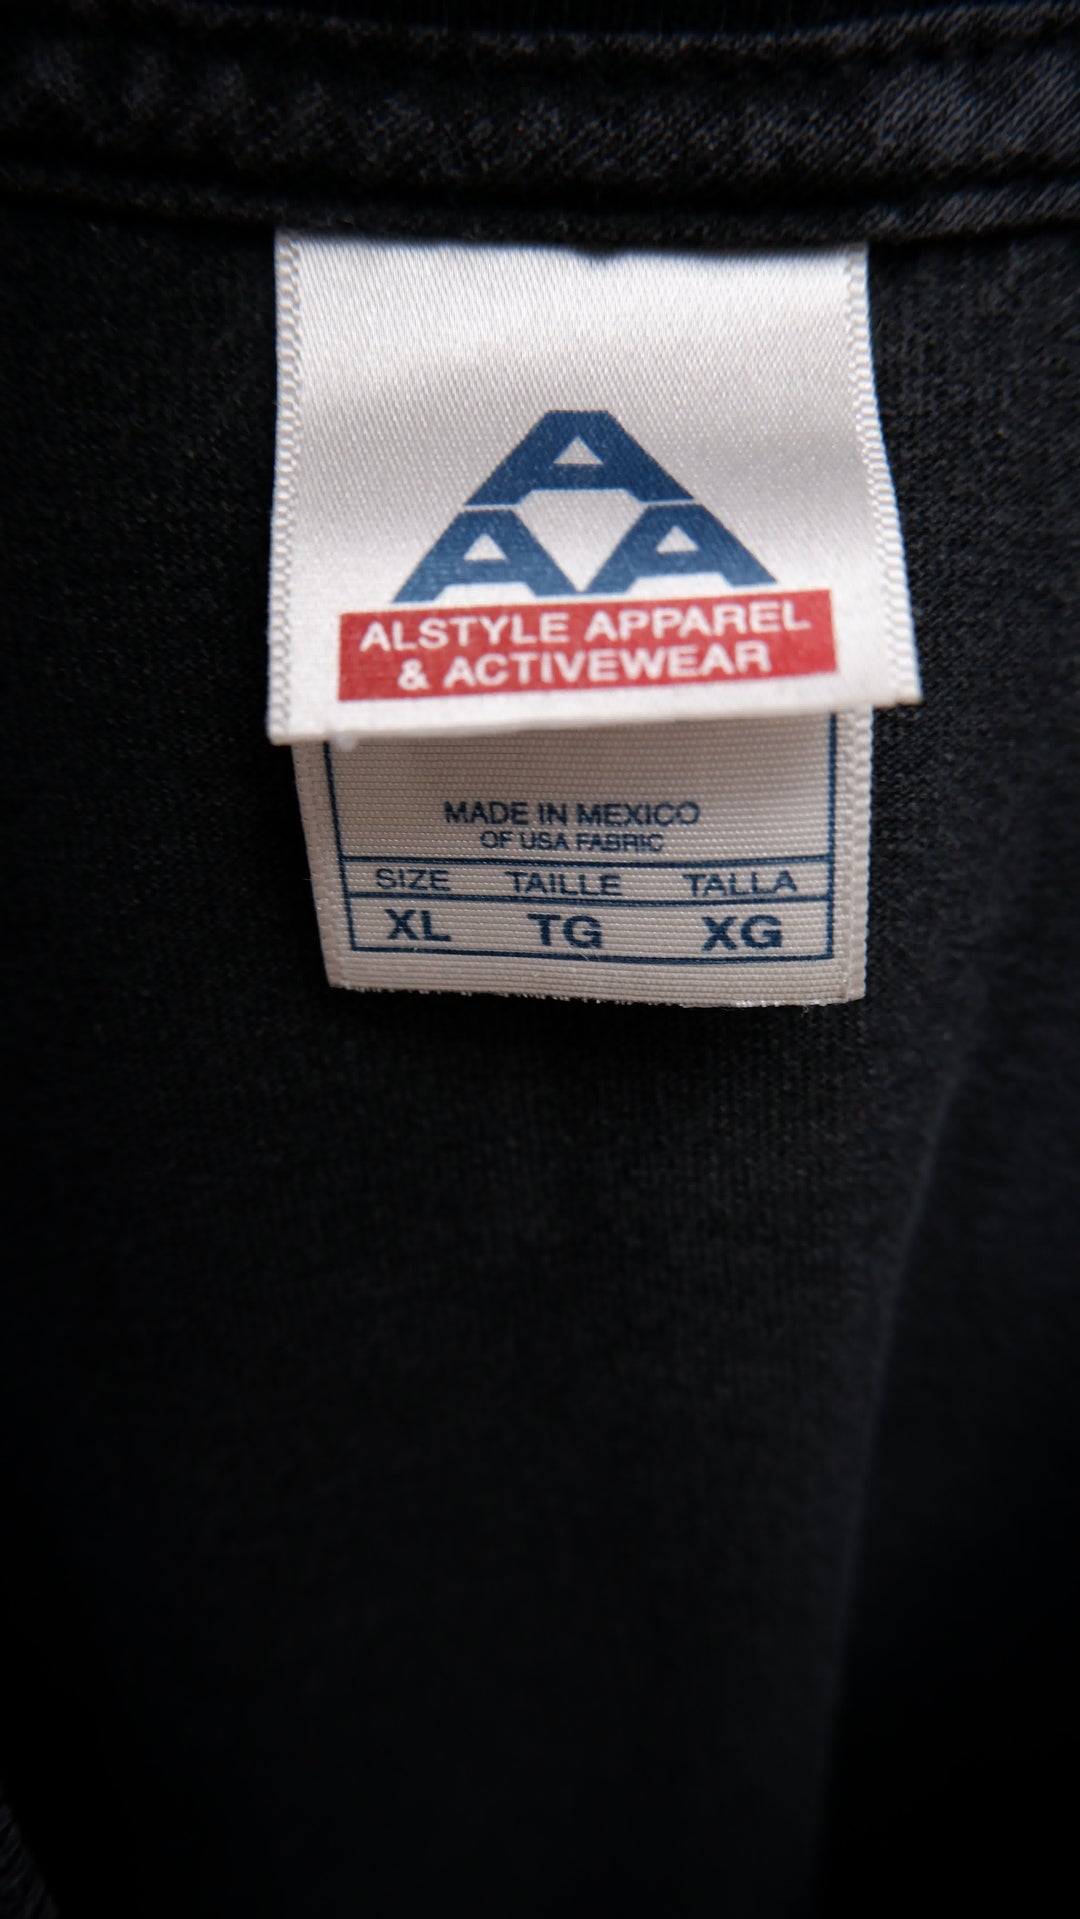 A
A A
ALSTYLE APPAREL
& ACTIVEWEAR
MADE IN MEXICO
OF USA FABRIC
SIZE TAILLE TALLA
XL TG XG